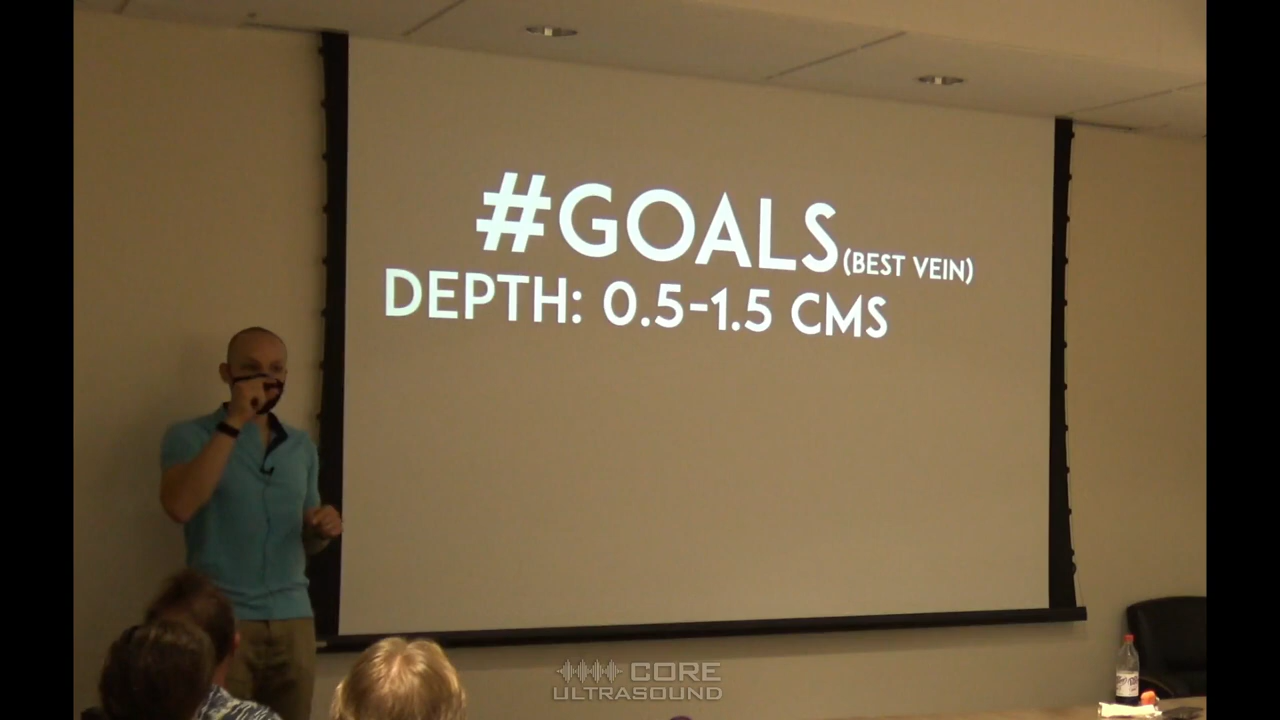 #GOALS (BEST VEIN)
DEPTH: 0.5-1.5 CMS
CORE
ULTRASOUND